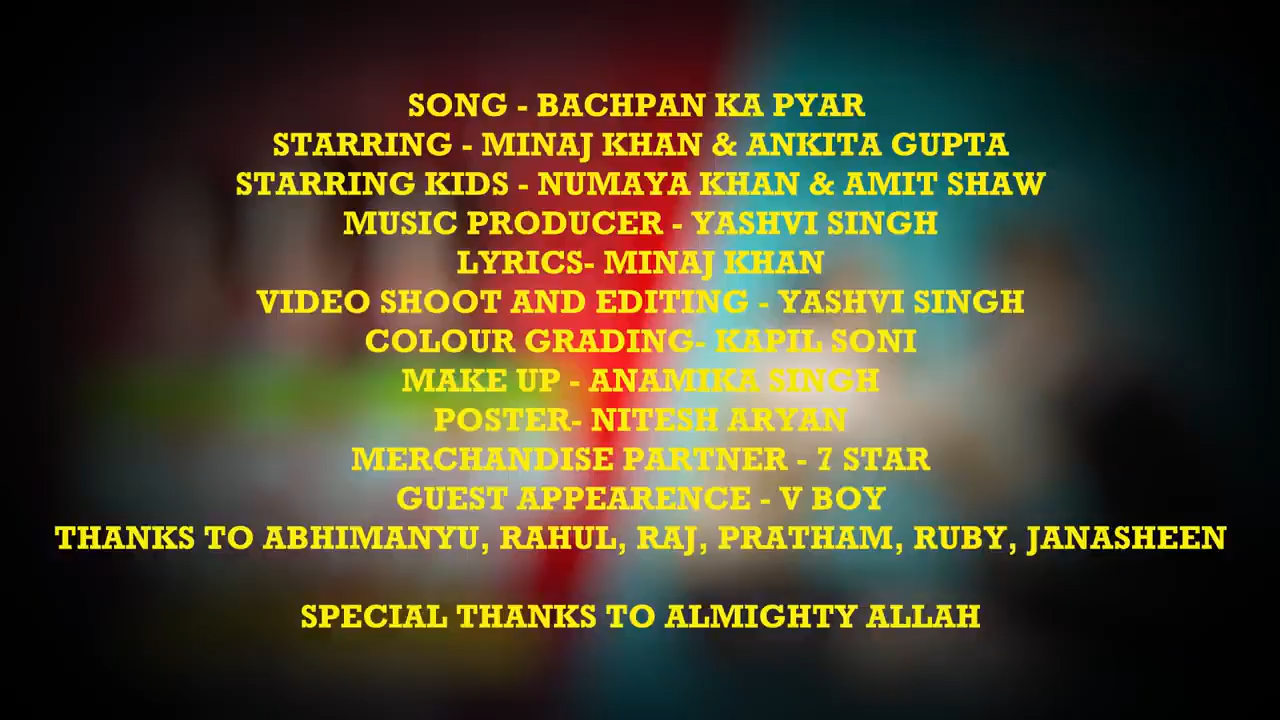 SONG - BACHPAN KA PYAR
STARRING - MINAJ KHAN & ANKITA GUPTA
STARRING KIDS - NUMAYA KHAN & AMIT SHAW
MUSIC PRODUCER - YASHVI SINGH
LYRICS- MINAJ KHAN
VIDEO SHOOT AND EDITING - YASHVI SINGH
COLOUR GRADING- KAPIL SONI
MAKE UP - ANAMIKA SINGH
POSTER- NITESH ARYAN
MERCHANDISE PARTNER - 7 STAR
GUEST APPEARENCE - V BOY
THANKS TO ABHIMANYU, RAHUL, RAJ, PRATHAM, RUBY, JANASHEEN
SPECIAL THANKS TO ALMIGHTY ALLAH